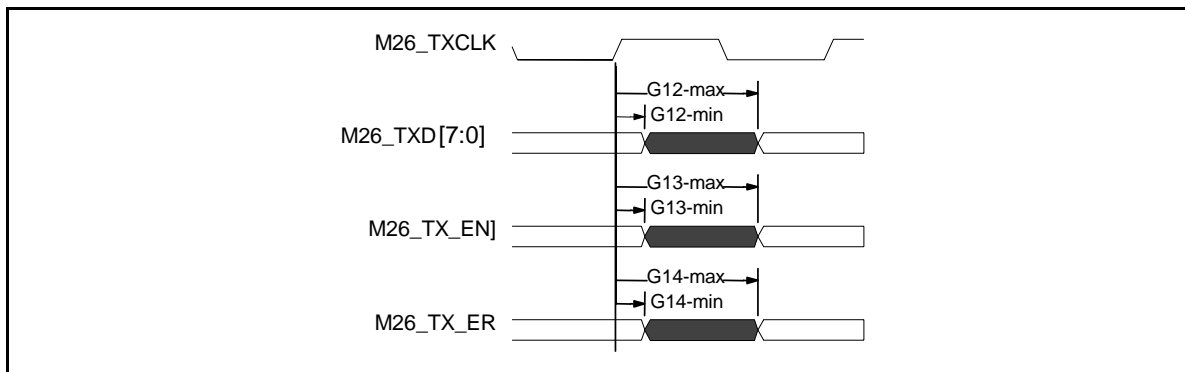 M26_TXCLK
G12-max
G12-min
M26_TXD[7:0]
G13-max
G13-min
M26_TX_EN]
G14-max
G14-min
M26_TX_ER